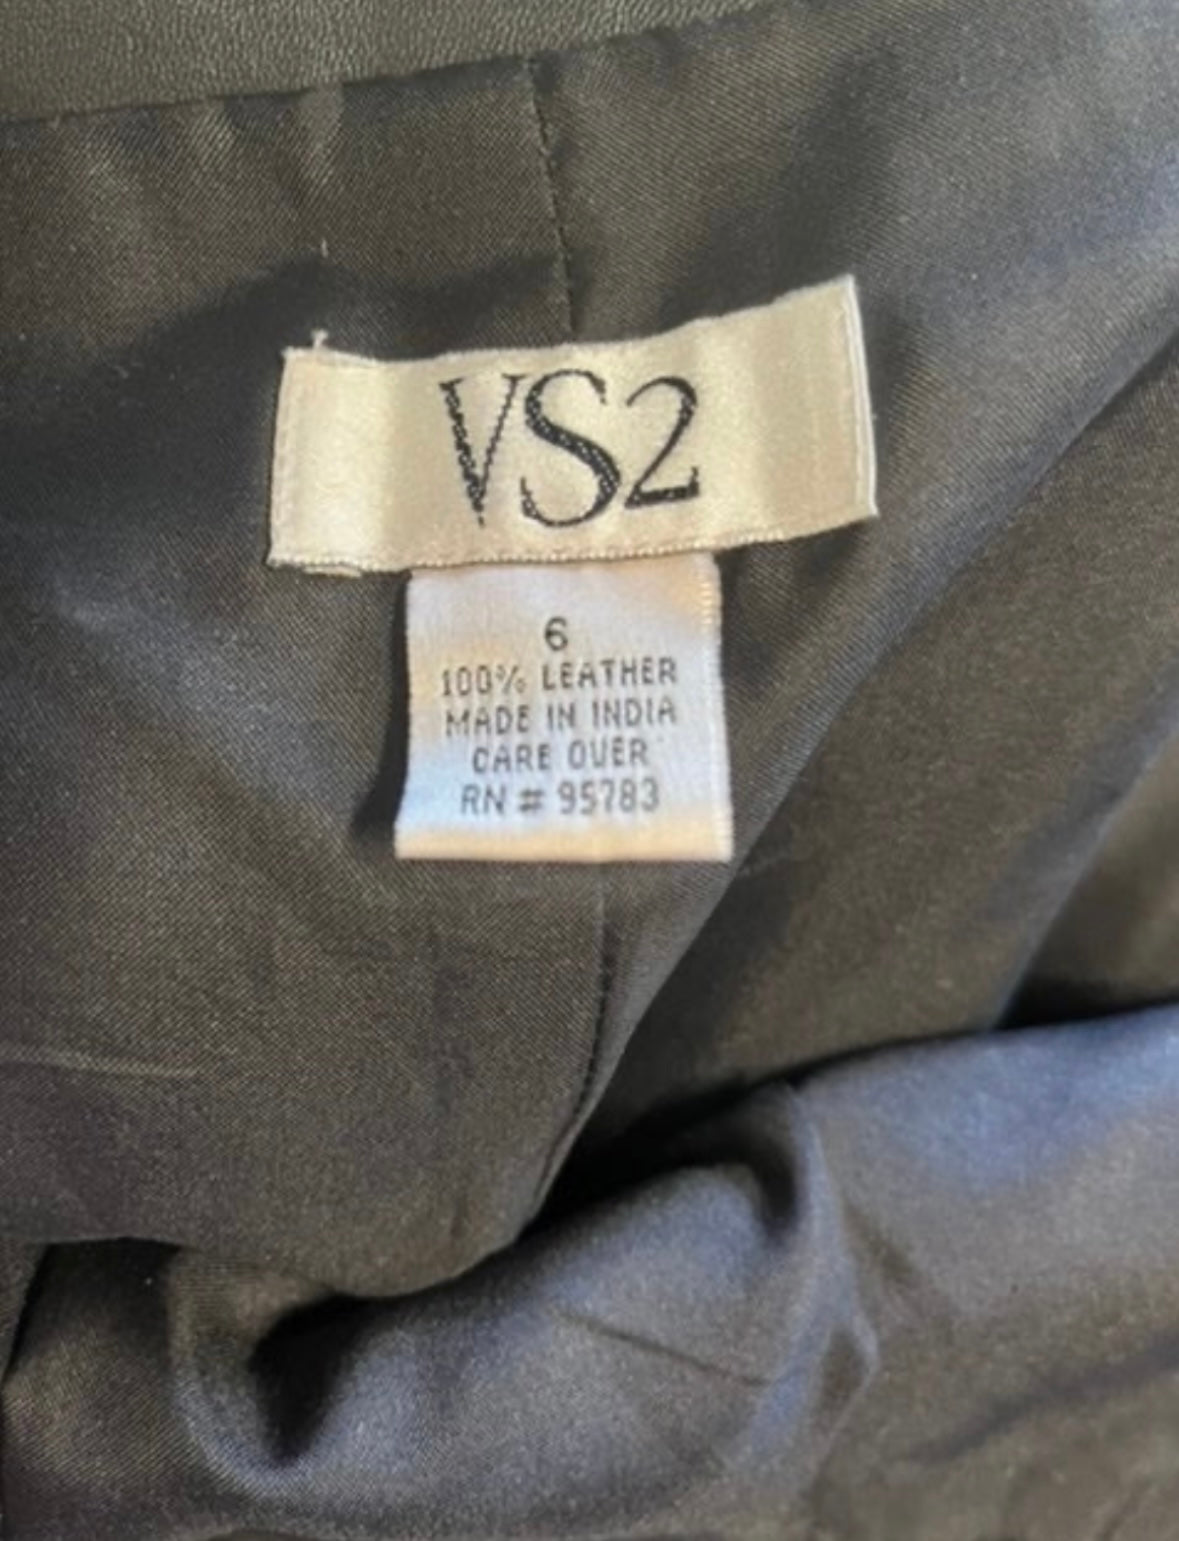 VS2
6
100% LEATHER
MADE IN INDIA
CARE OVER
RN # 95783